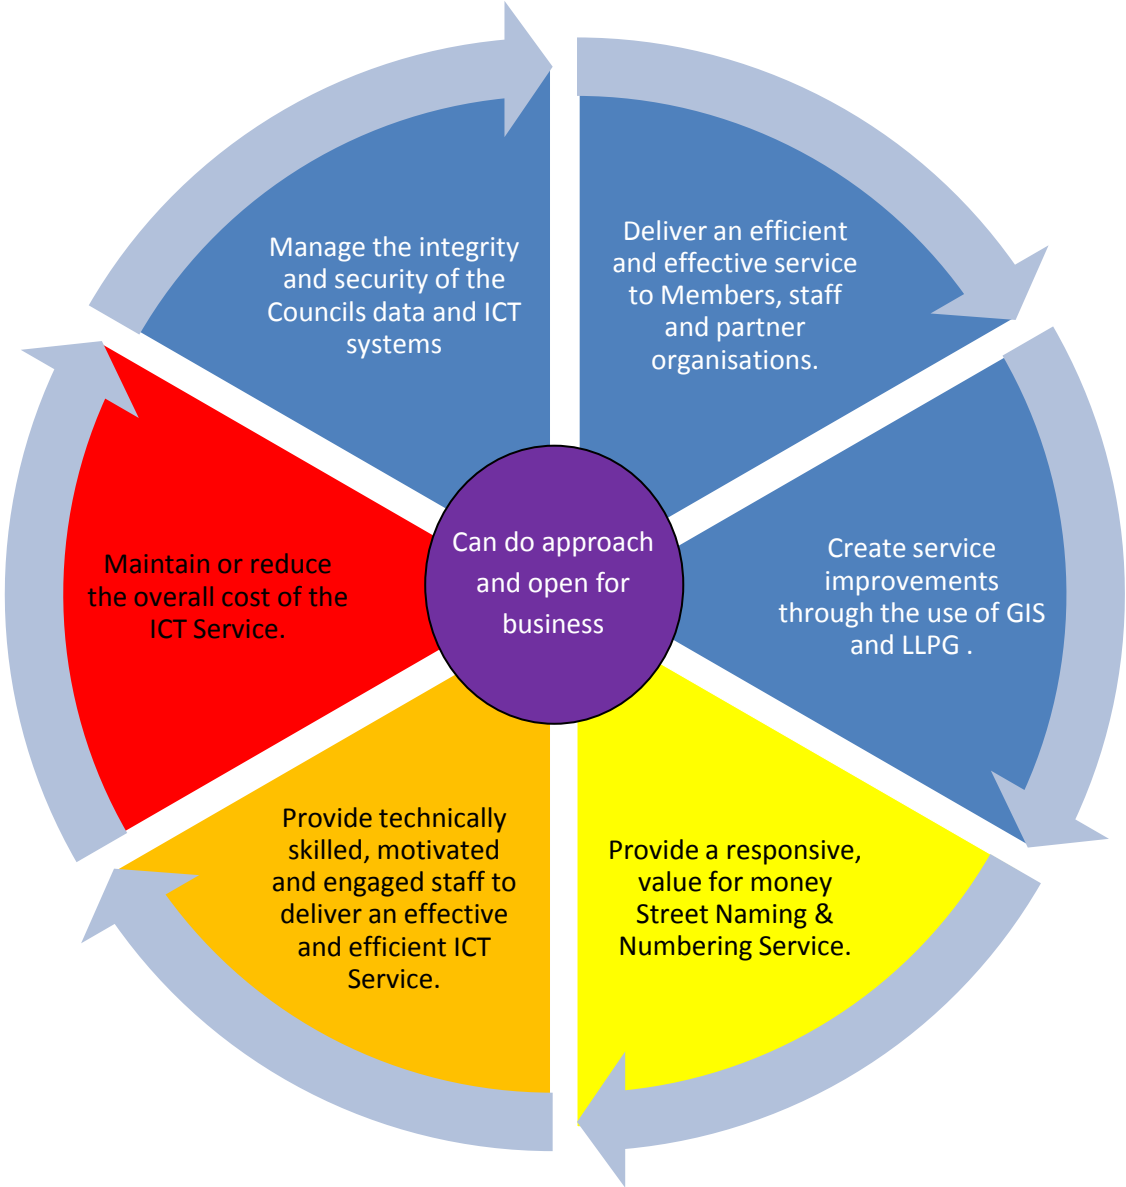 Manage the integrity
and security of the
Councils data and ICT
systems
Deliver an efficient
and effective service
to Members, staff
and partner
organisations.
Create service
improvements
through the use of GIS
and LLPG .
Provide a responsive,
value for money
Street Naming &
Numbering Service.
Provide technically
skilled, motivated
and engaged staff to
deliver an effective
and efficient ICT
Service.
Maintain or reduce
the overall cost of the
ICT Service.
Can do approach
and open for
business